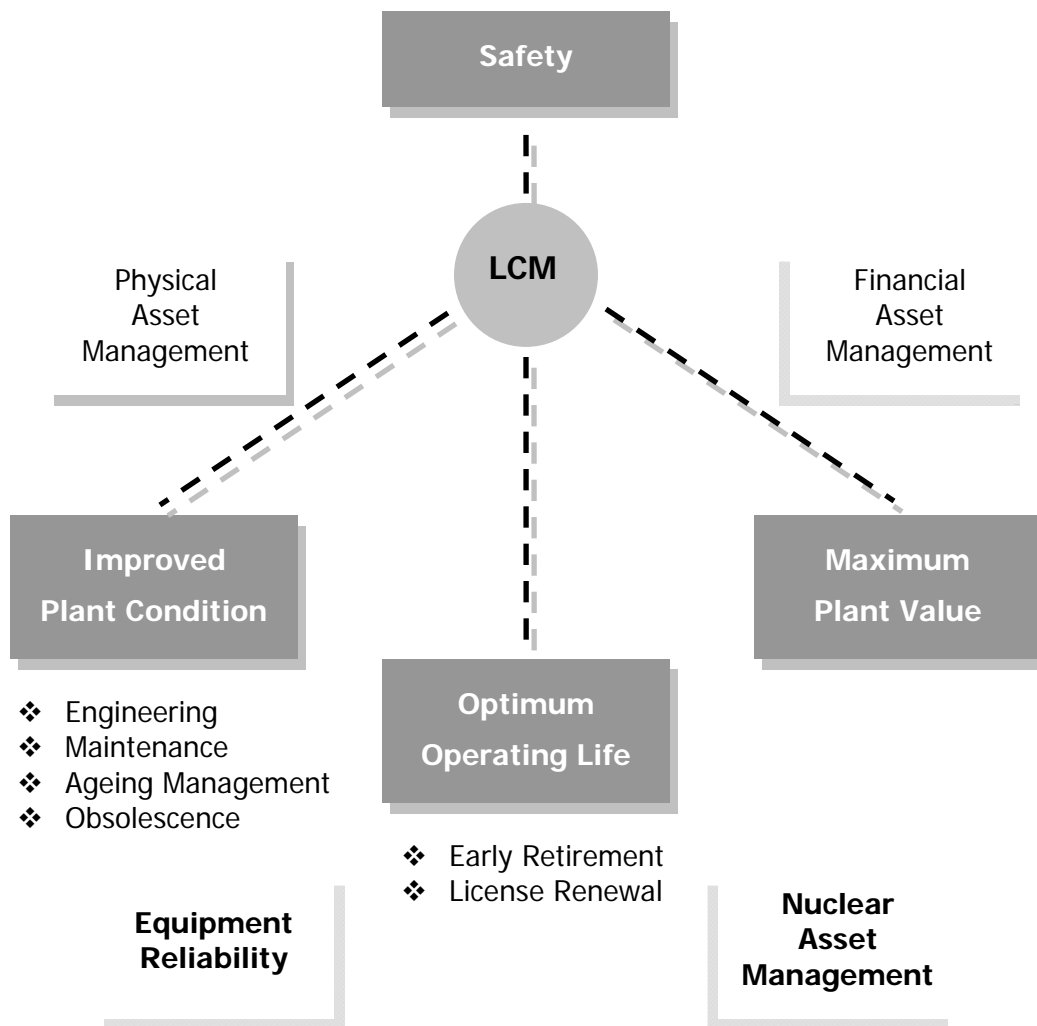 Safety
LCM
Physical
Asset
Management
Financial
Asset
Management
Improved
Plant Condition
Maximum
Plant Value
❖ Engineering
❖ Maintenance
❖ Ageing Management
❖ Obsolescence
Optimum
Operating Life
❖ Early Retirement
❖ License Renewal
Equipment
Reliability
Nuclear
Asset
Management